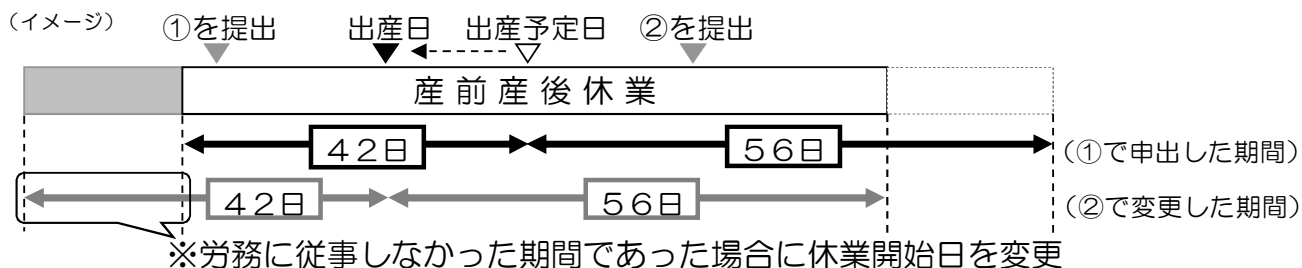 （イメージ） ①を提出 出産日 出産予定日 ②を提出
産前産後休業
４２日 ５６日 （①で申出した期間）
４２日 ５６日 （②で変更した期間）
※労務に従事しなかった期間であった場合に休業開始日を変更